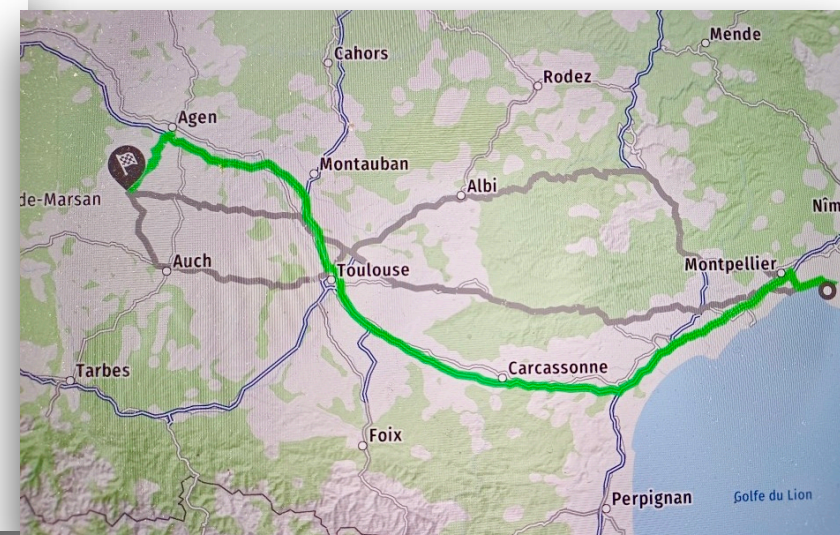 Mende
Cahors
Rodez
Agen
Montauban
Albi
de-Marsan
Nîm
Auch
Toulouse
Montpellier
Carcassonne
Tarbes
Foix
Perpignan
Golfe du Lion